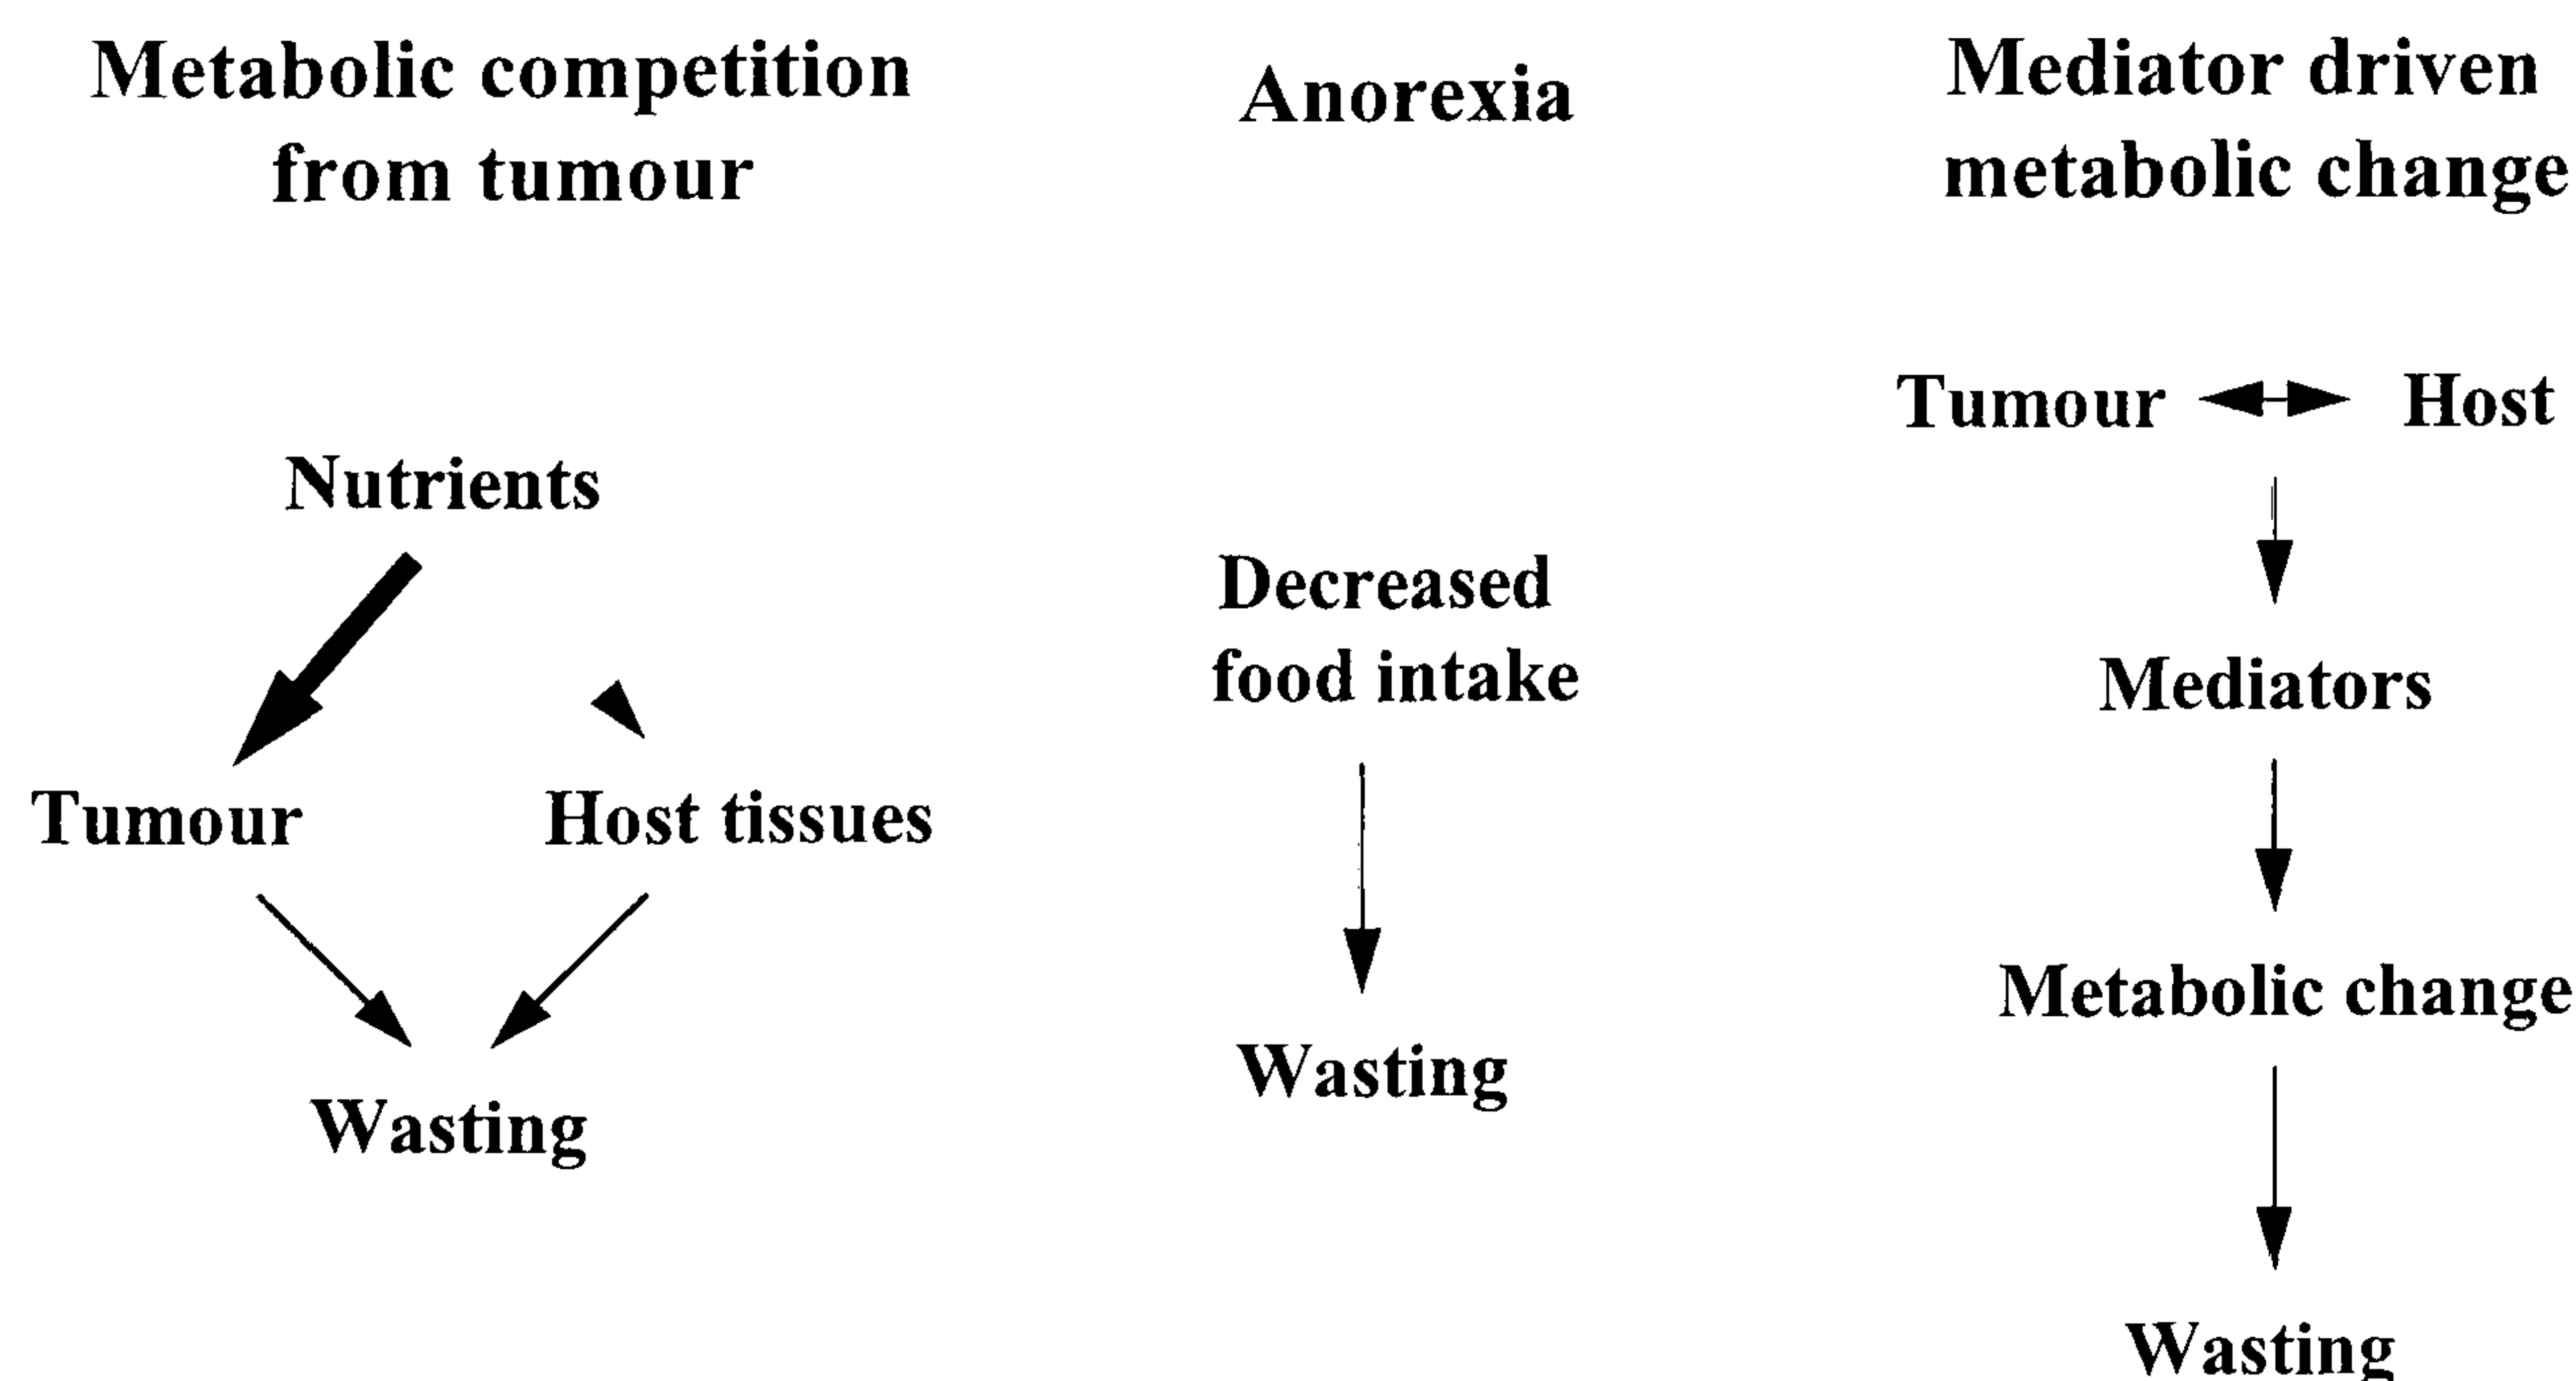 Metabolic competition
from tumour
Nutrients
Tumour
Host tissues
Wasting
Anorexia
Decreased
food intake
Wasting
Mediator driven
metabolic change
Tumour
Host
Mediators
Metabolic change
Wasting